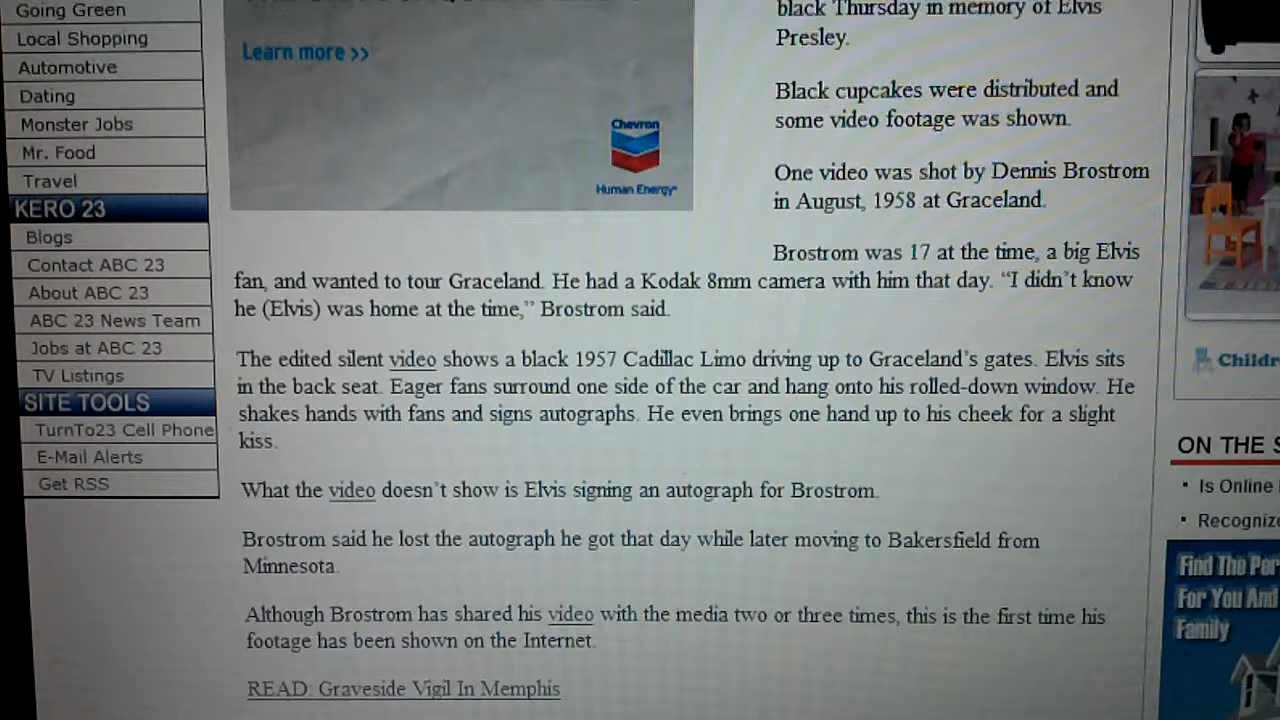 Going Green
Local Shopping
Automotive
Dating
Monster Jobs
Mr. Food
Travel
KERO 23
Blogs
Contact ABC 23
About ABC 23
ABC 23 News Team
Jobs at ABC 23
TV Listings
SITE TOOLS
TurnTo23 Cell Phone
E-Mail Alerts
Get RSS
Learn more >>
Chevron
Human Energy
black Thursday in memory of Elvis
Presley.
Black cupcakes were distributed and
some video footage was shown.
One video was shot by Dennis Brostrom
in August, 1958 at Graceland.
Brostrom was 17 at the time, a big Elvis
fan, and wanted to tour Graceland. He had a Kodak 8mm camera with him that day. “I didn’t know
he (Elvis) was home at the time,” Brostrom said.
The edited silent video shows a black 1957 Cadillac Limo driving up to Graceland’s gates. Elvis sits
in the back seat. Eager fans surround one side of the car and hang onto his rolled-down window. He
shakes hands with fans and signs autographs. He even brings one hand up to his cheek for a slight
kiss.
What the video doesn’t show is Elvis signing an autograph for Brostrom.
Brostrom said he lost the autograph he got that day while later moving to Bakersfield from
Minnesota.
Although Brostrom has shared his video with the media two or three times, this is the first time his
footage has been shown on the Internet.
READ: Graveside Vigil In Memphis
Childr
ON THE S
Is Online
Recogniz
Find The Per
For You And
Family